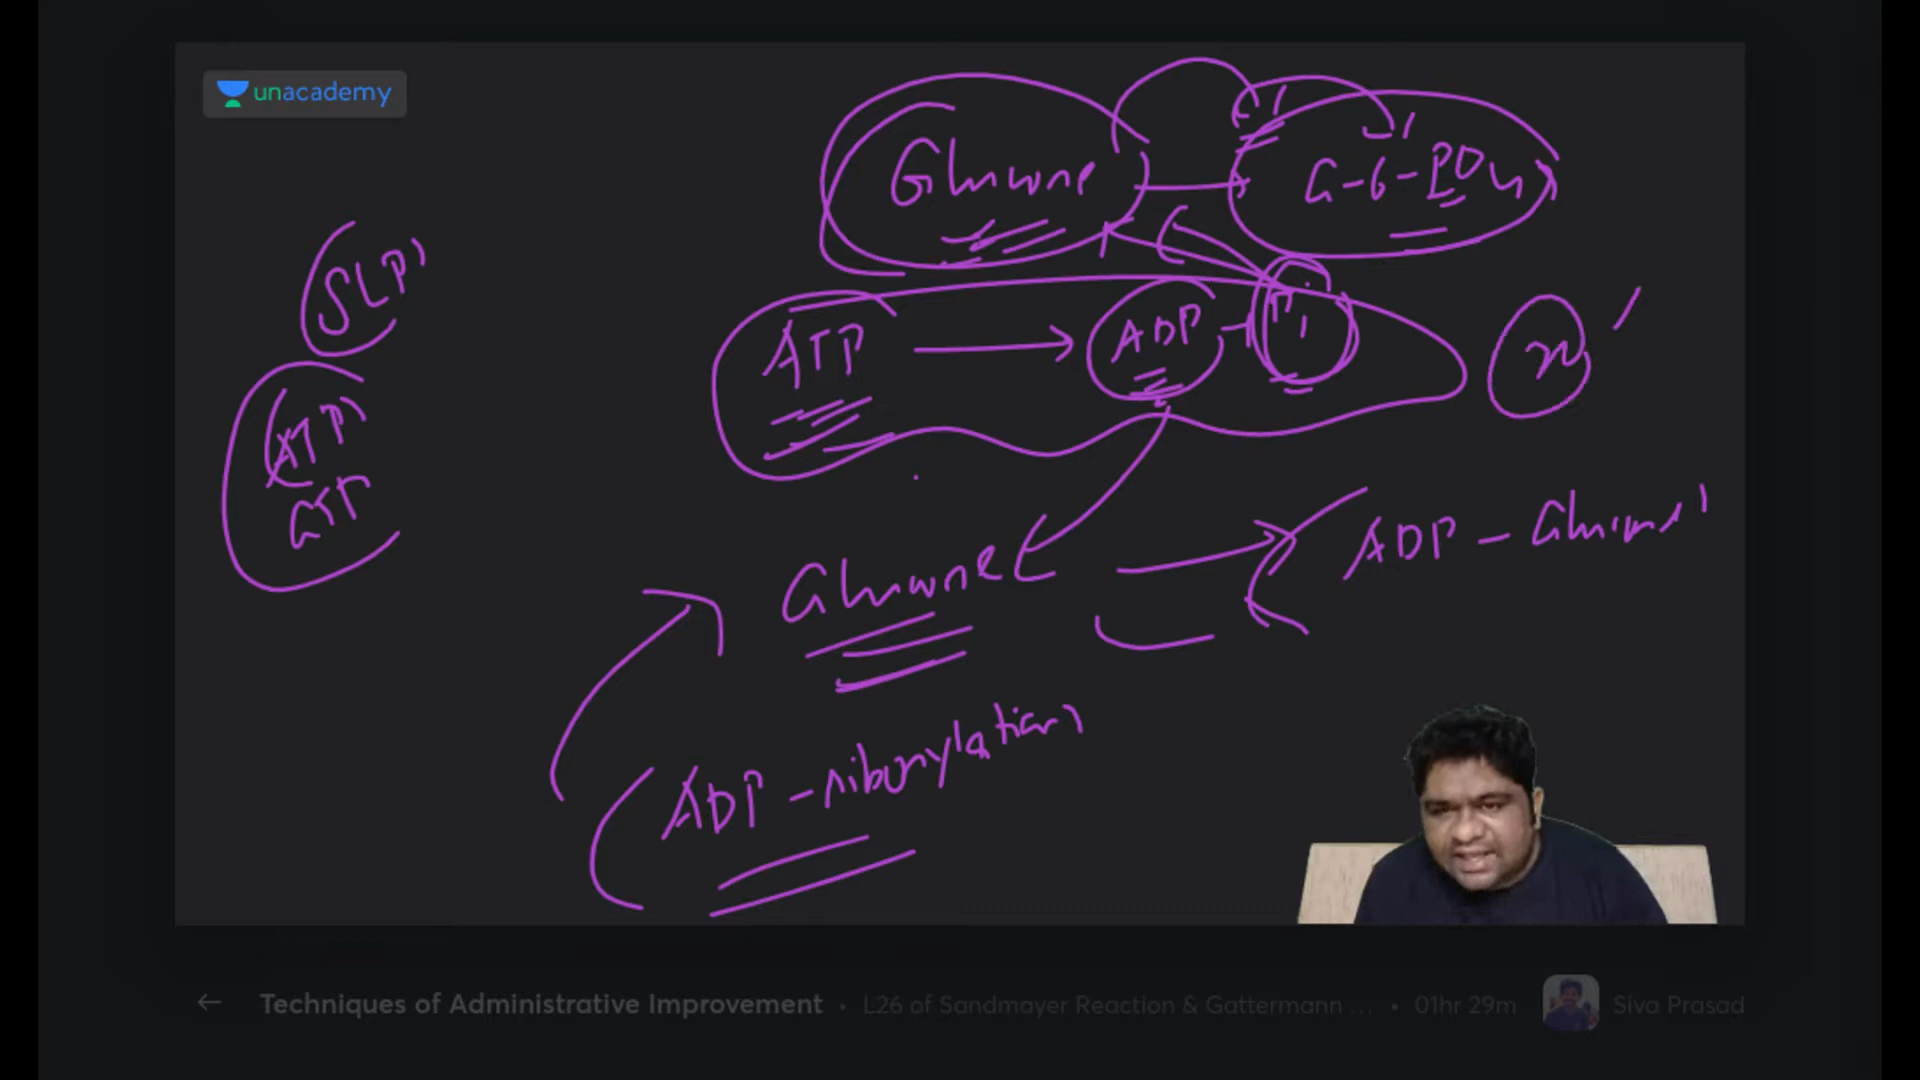 unacademy
Glucose → G-6-PO4
SLP
ATP → ADP - Pi
ATP
GTP
Glucose → ADP - Glucose
ADP - ribosylation
← Techniques of Administrative Improvement • L26 of Sandmayer Reaction & Gattermann ... • 01hr 29m Siva Prasad